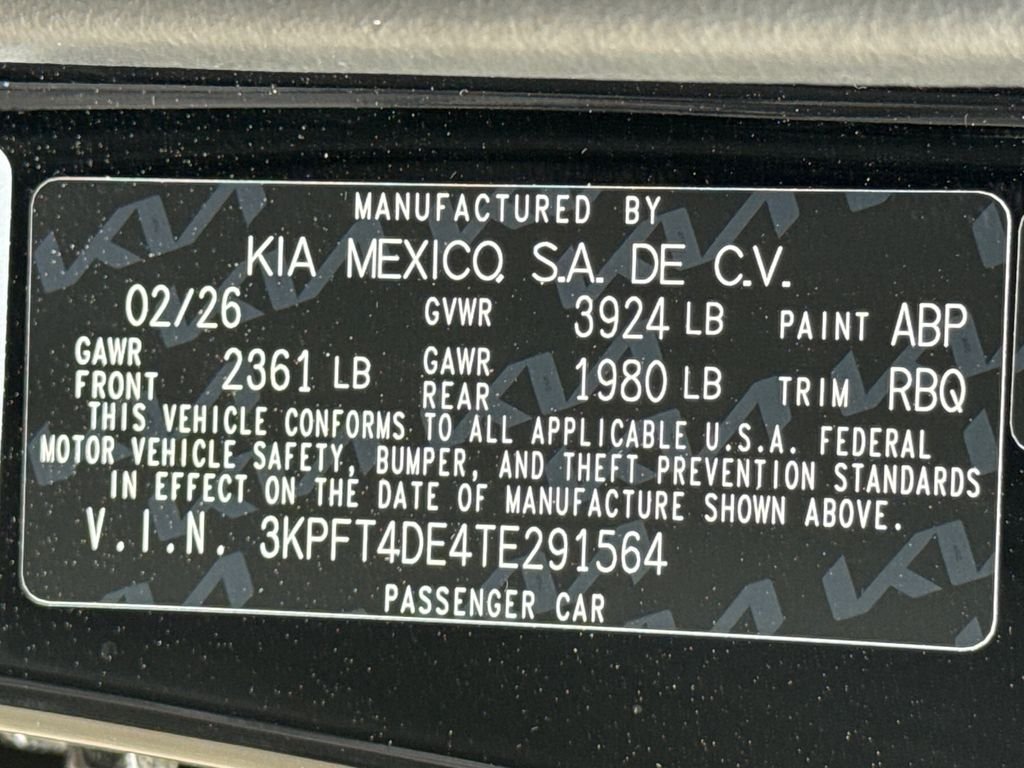 MANUFACTURED BY
KIA MEXICO, S.A. DE C.V.
02/26 GVWR 3924 LB PAINT ABP
GAWR FRONT 2361 LB GAWR REAR 1980 LB TRIM RBQ
THIS VEHICLE CONFORMS TO ALL APPLICABLE U.S.A. FEDERAL
MOTOR VEHICLE SAFETY, BUMPER, AND THEFT PREVENTION STANDARDS
IN EFFECT ON THE DATE OF MANUFACTURE SHOWN ABOVE.
V.I.N. 3KPFT4DE4TE291564
PASSENGER CAR